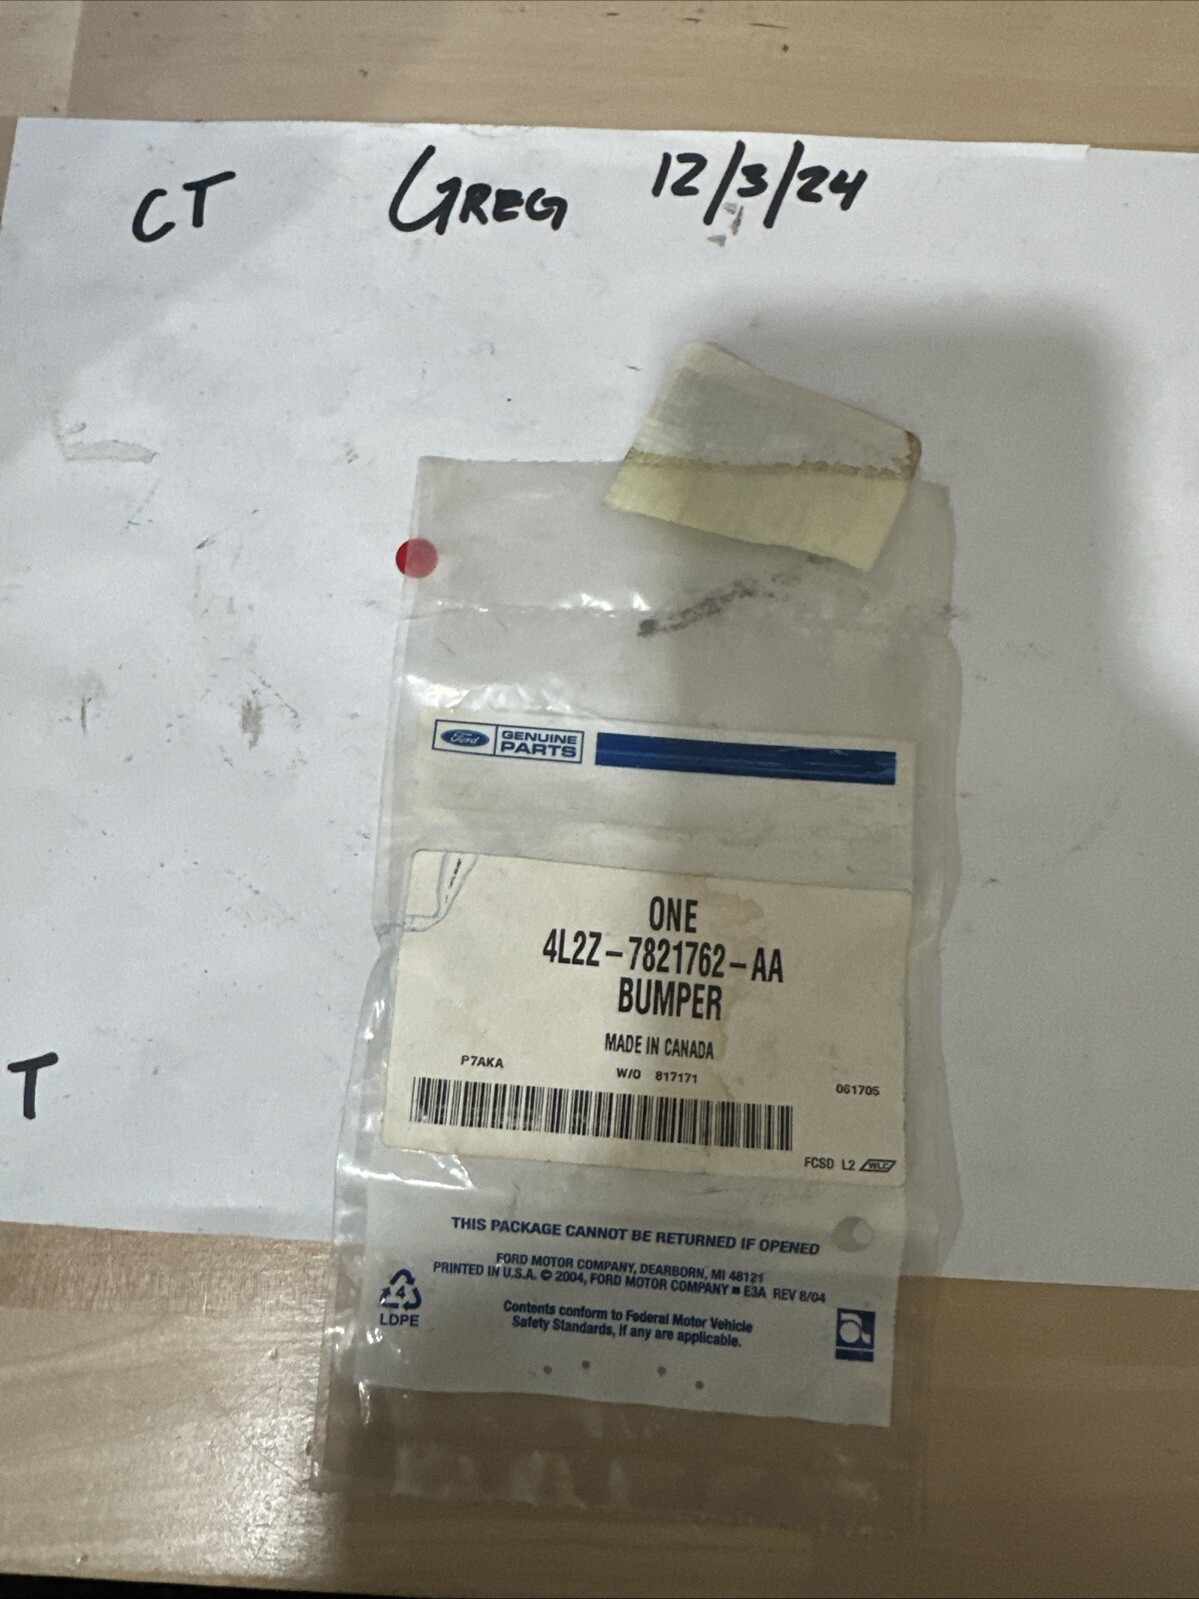 CT GREG 12/3/24
Ford GENUINE PARTS
ONE
4L2Z-7821762-AA
BUMPER
MADE IN CANADA
P7AKA W/O 817171 061705
FCSD L2 WLC
T
THIS PACKAGE CANNOT BE RETURNED IF OPENED
FORD MOTOR COMPANY, DEARBORN, MI 48121
PRINTED IN U.S.A. © 2004, FORD MOTOR COMPANY ■ E3A REV 8/04
4
LDPE
Contents conform to Federal Motor Vehicle
Safety Standards, if any are applicable.
a